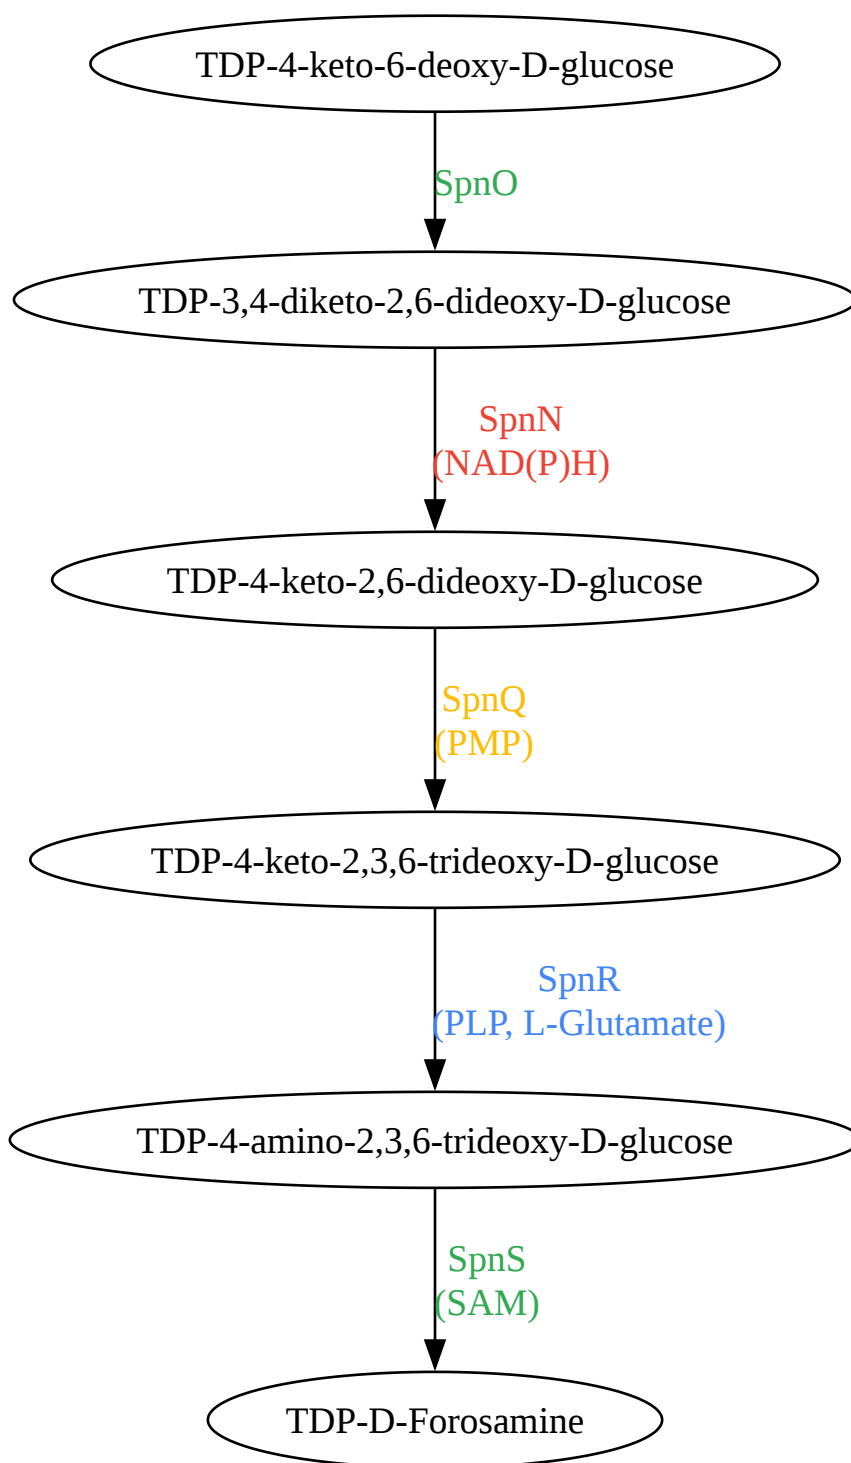 TDP-4-keto-6-deoxy-D-glucose
SpnO
TDP-3,4-diketo-2,6-dideoxy-D-glucose
SpnN
(NAD(P)H)
TDP-4-keto-2,6-dideoxy-D-glucose
SpnQ
(PMP)
TDP-4-keto-2,3,6-trideoxy-D-glucose
SpnR
(PLP, L-Glutamate)
TDP-4-amino-2,3,6-trideoxy-D-glucose
SpnS
(SAM)
TDP-D-Forosamine